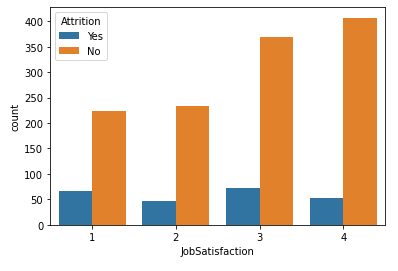 Attrition
Yes
No
400
350
300
250
200
150
100
50
0
count
1 2 3 4
JobSatisfaction